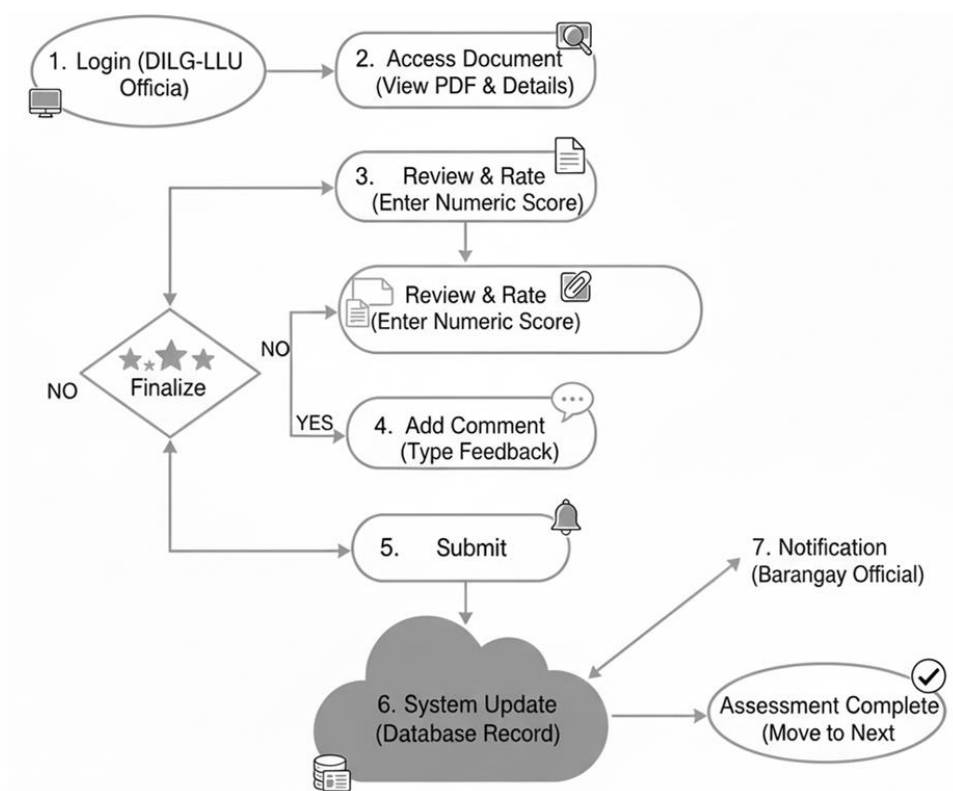 1. Login (DILG-LLU
Officia)
2. Access Document
(View PDF & Details)
3. Review & Rate
(Enter Numeric Score)
Review & Rate
(Enter Numeric Score)
NO
NO
Finalize
YES
4. Add Comment
(Type Feedback)
5. Submit
7. Notification
(Barangay Official)
6. System Update
(Database Record)
Assessment Complete
(Move to Next